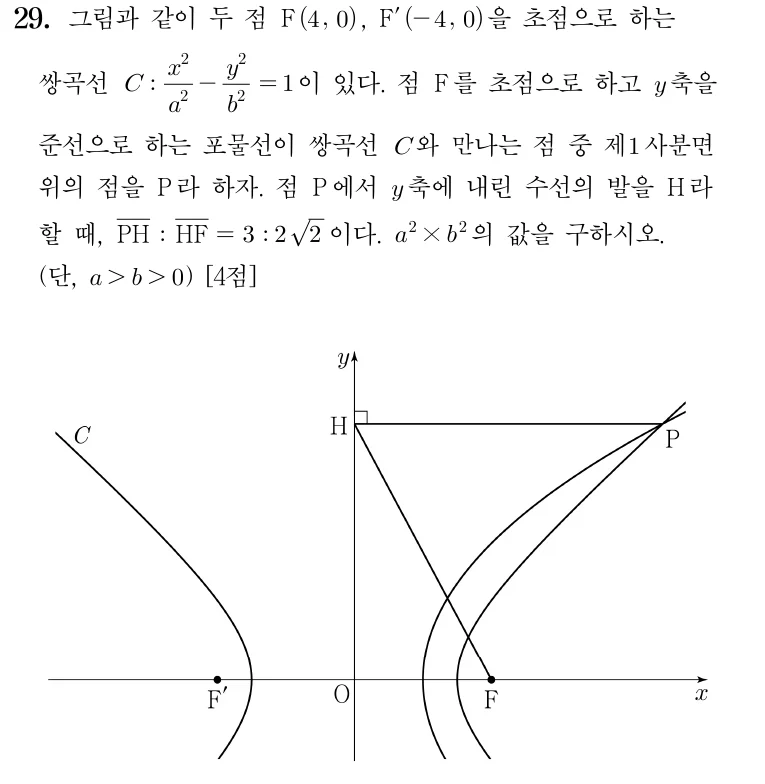 29. 그림과 같이 두 점 F(4, 0), F′(−4, 0)을 초점으로 하는
쌍곡선 C : x²/a² − y²/b² = 1이 있다. 점 F를 초점으로 하고 y축을
준선으로 하는 포물선이 쌍곡선 C와 만나는 점 중 제1사분면
위의 점을 P라 하자. 점 P에서 y축에 내린 수선의 발을 H라
할 때, P̅H̅ : H̅F̅ = 3 : 2√2 이다. a² × b²의 값을 구하시오.
(단, a > b > 0) [4점]
y
H
C
P
F′
O
F
x